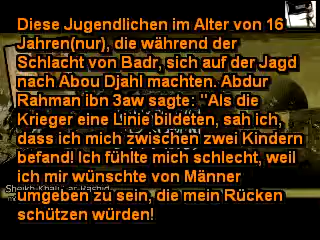 Diese Jugendlichen im Alter von 16
Jahren(nur), die während der
Schlacht von Badr, sich auf der Jagd
nach Abou Djahl machten. Abdur
Rahman ibn 3aw sagte: "Als die
Krieger eine Linie bildeten, sah ich,
dass ich mich zwischen zwei Kindern
befand! Ich fühlte mich schlecht, weil
ich mir wünschte von Männer
umgeben zu sein, die mein Rücken
schützen würden!